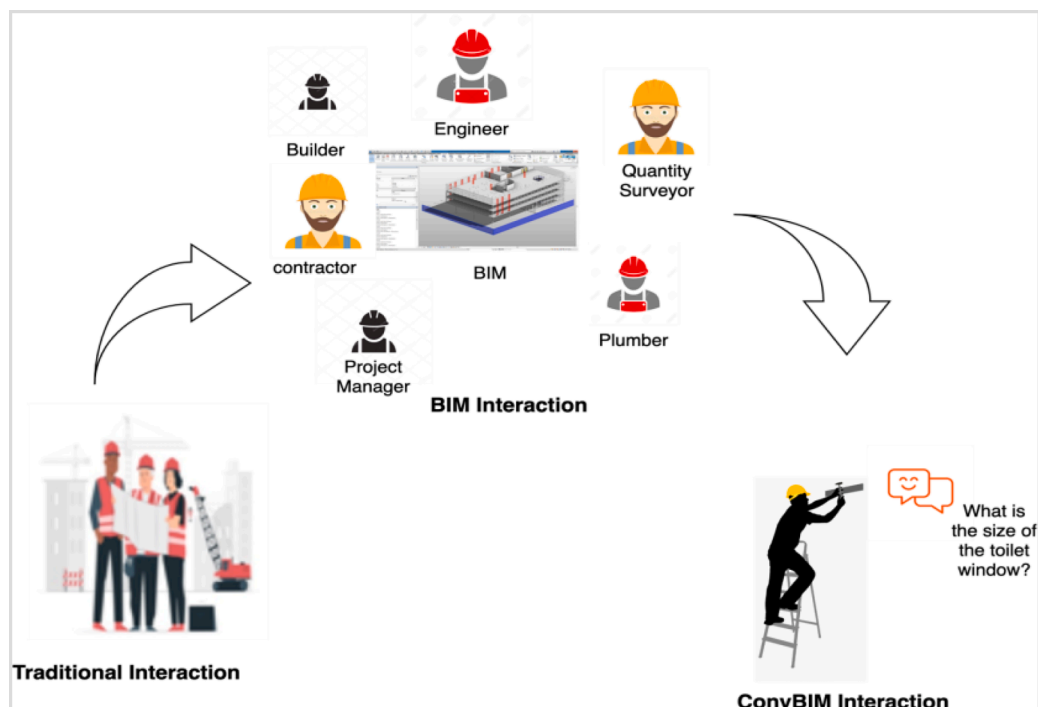 Engineer
Builder
Quantity
Surveyor
contractor
BIM
Plumber
Project
Manager
BIM Interaction
What is
the size of
the toilet
window?
Traditional Interaction
ConvBIM Interaction